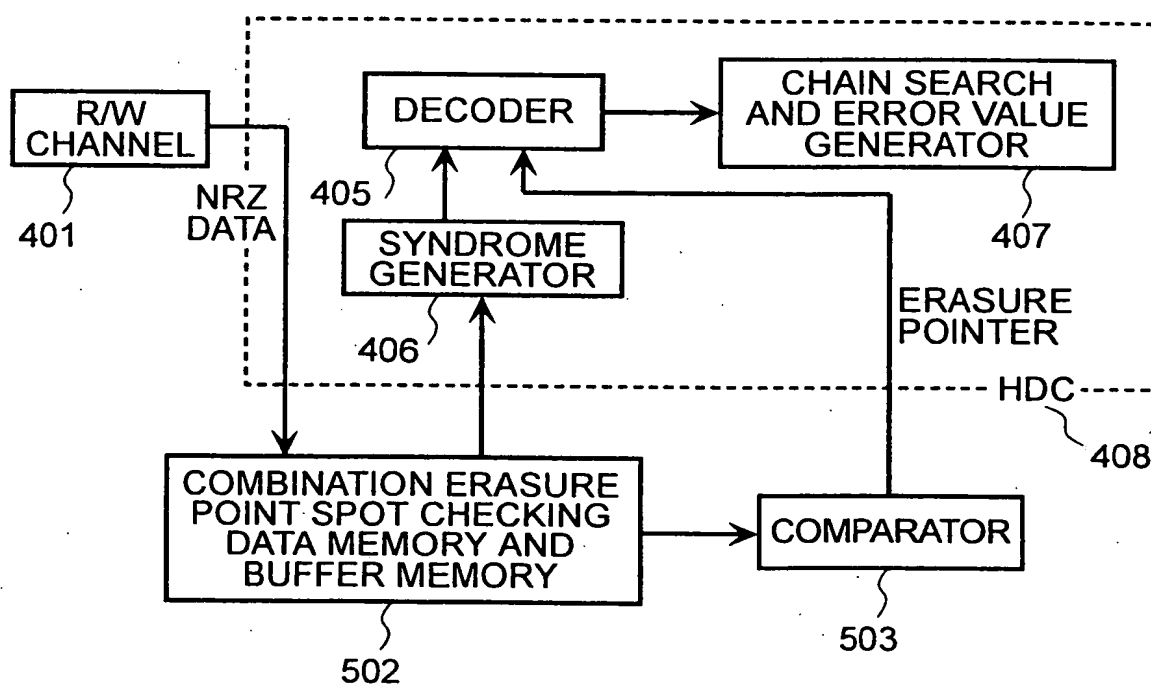 R/W
CHANNEL
401
NRZ
DATA
DECODER
405
CHAIN SEARCH
AND ERROR VALUE
GENERATOR
407
SYNDROME
GENERATOR
406
ERASURE
POINTER
HDC
408
COMBINATION ERASURE
POINT SPOT CHECKING
DATA MEMORY AND
BUFFER MEMORY
502
COMPARATOR
503